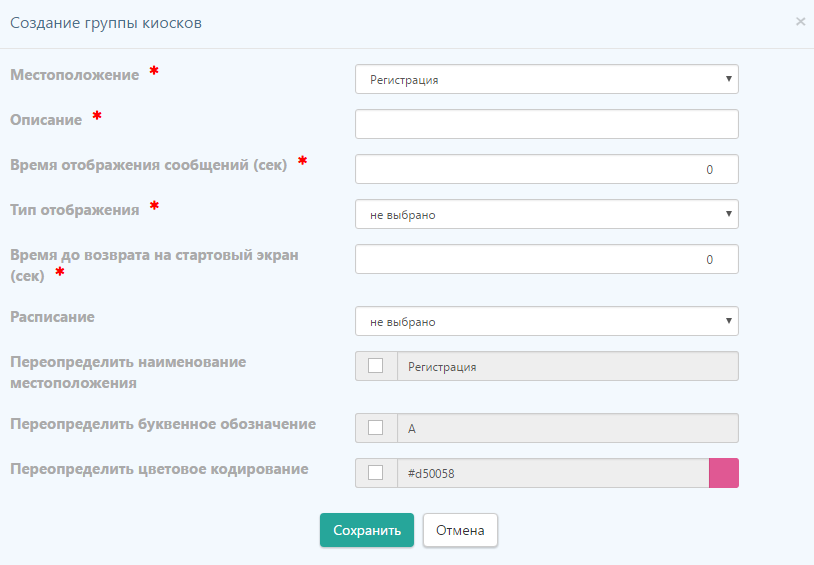 Создание группы киосков ×
Местоположение * Регистрация
Описание *
Время отображения сообщений (сек) * 0
Тип отображения * не выбрано
Время до возврата на стартовый экран
(сек) * 0
Расписание не выбрано
Переопределить наименование
местоположения Регистрация
Переопределить буквенное обозначение А
Переопределить цветовое кодирование #d50058
Сохранить Отмена